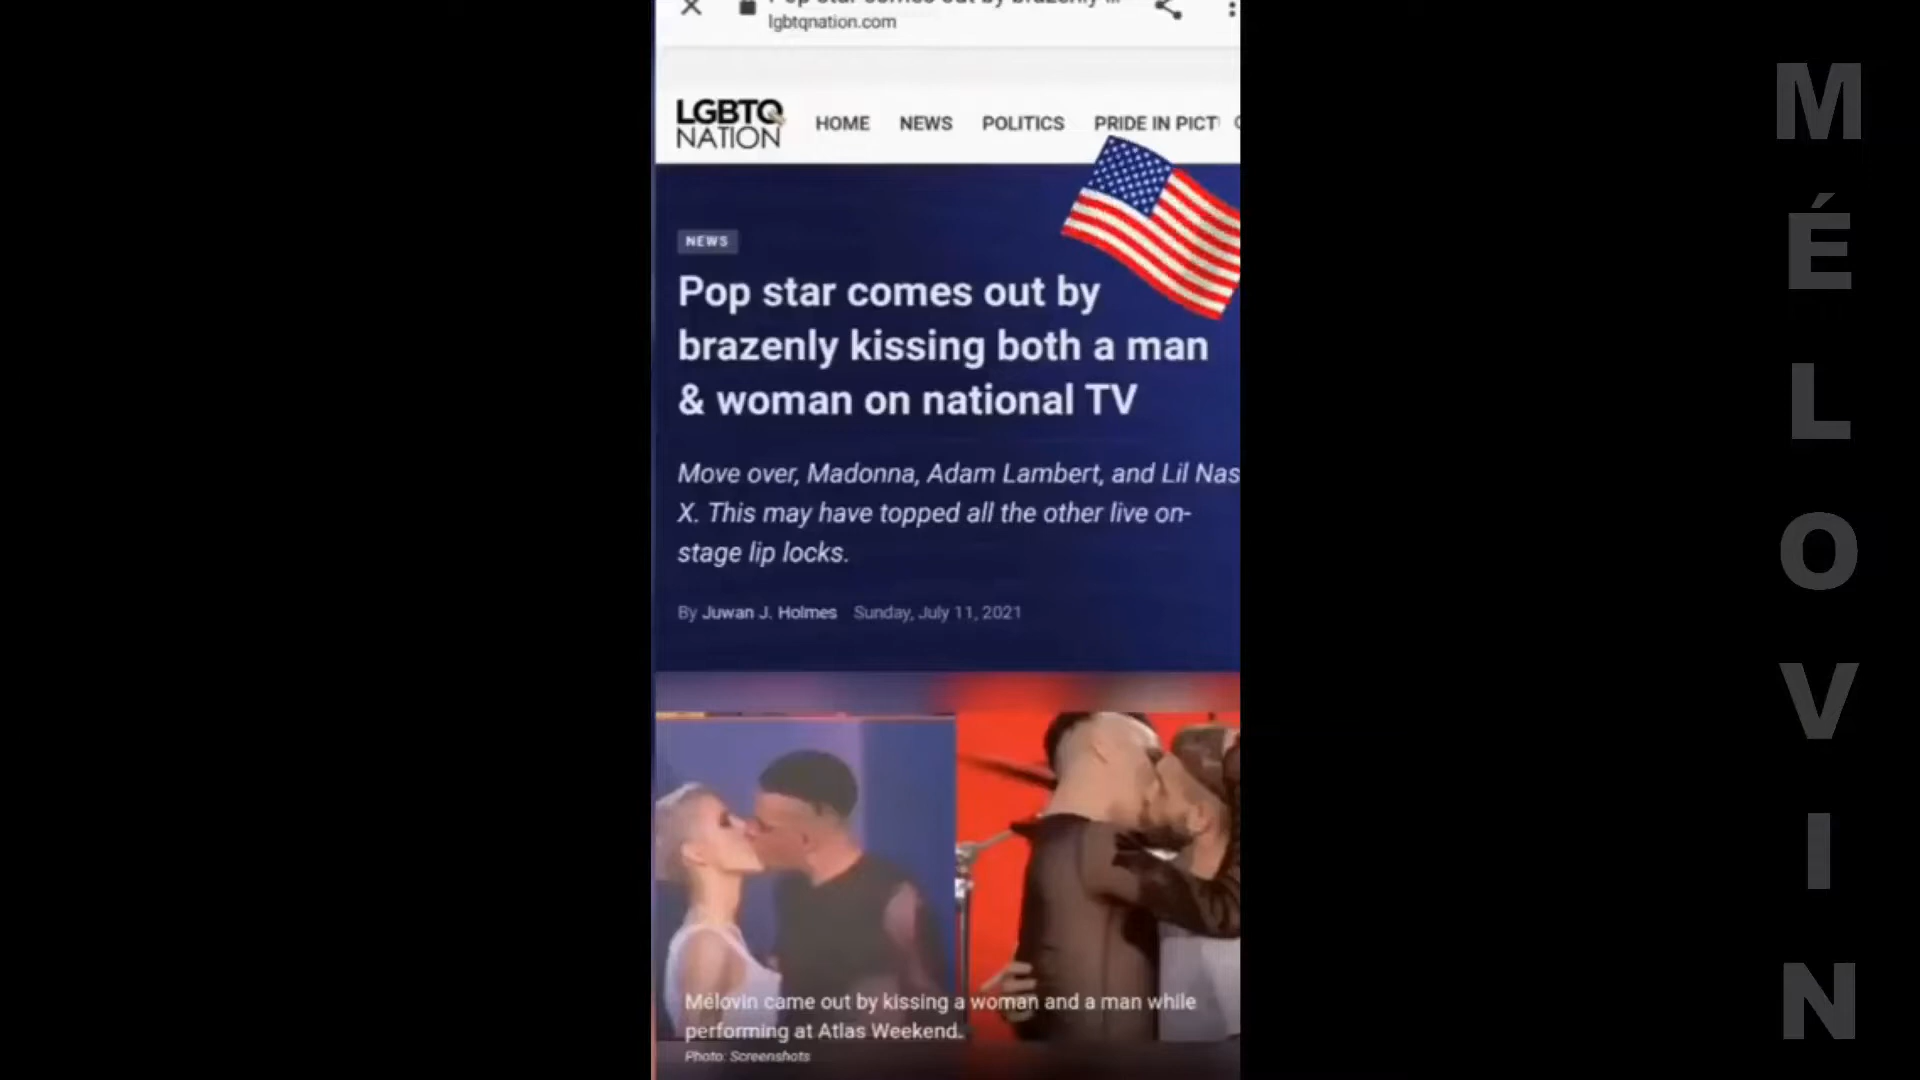 lgbtqnation.com
LGBTQ
NATION
HOME NEWS POLITICS PRIDE IN PICT
NEWS
Pop star comes out by
brazenly kissing both a man
& woman on national TV
Move over, Madonna, Adam Lambert, and Lil Nas
X. This may have topped all the other live on-
stage lip locks.
By Juwan J. Holmes Sunday, July 11, 2021
Mélovin came out by kissing a woman and a man while
performing at Atlas Weekend.
Photo: Screenshots
M
É
L
O
V
I
N